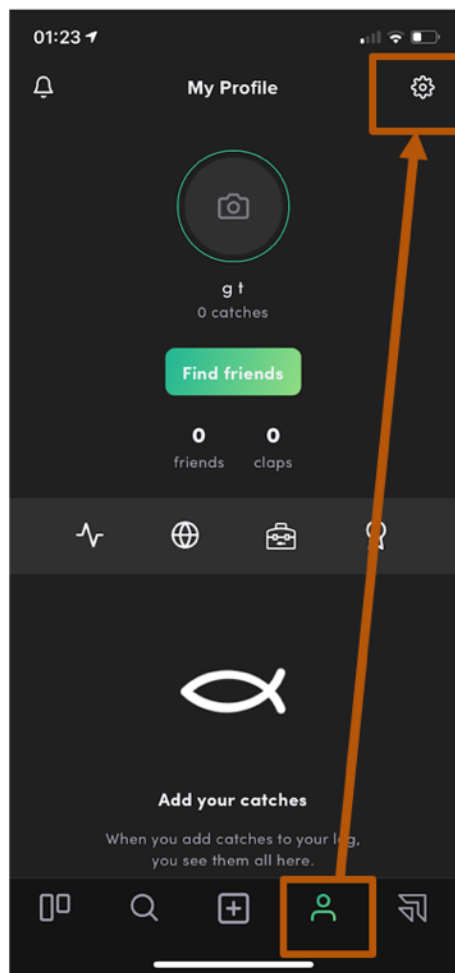 01:23
My Profile
g t
0 catches
Find friends
0 0
friends claps
Add your catches
When you add catches to your log,
you see them all here.